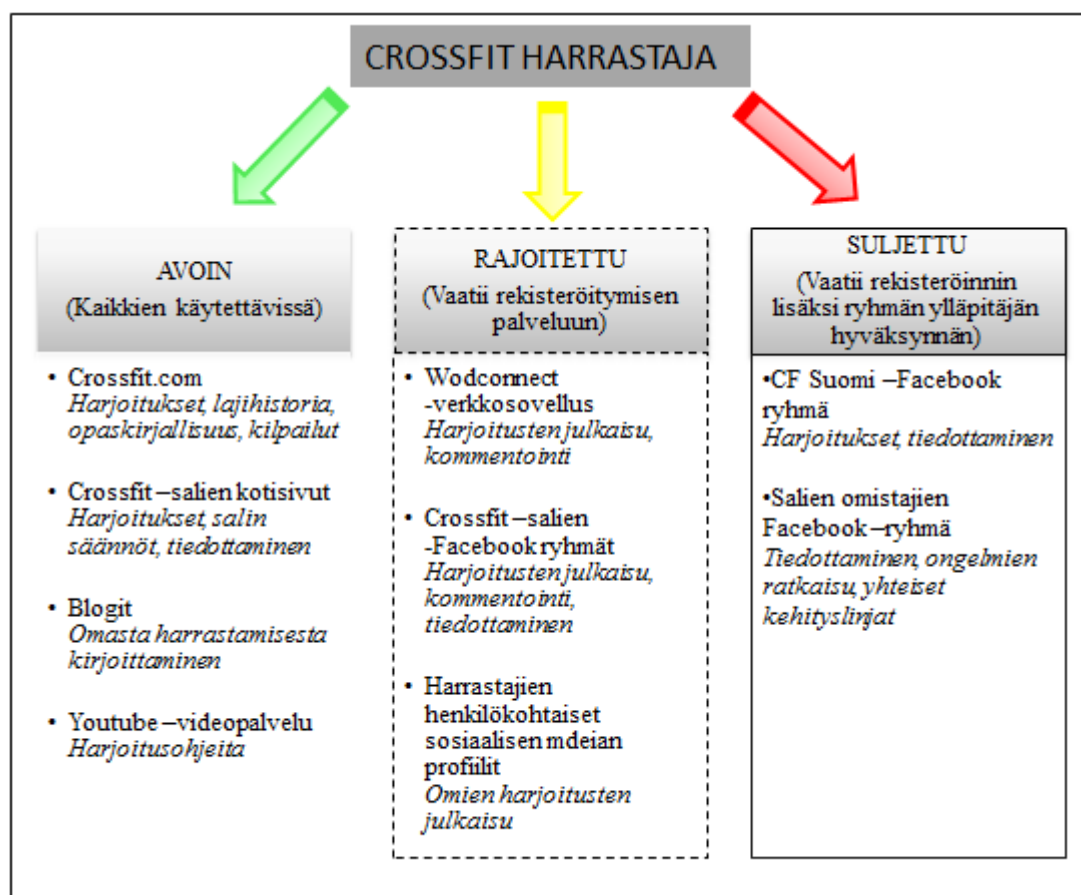 CROSSFIT HARRASTAJA
AVOIN
(Kaikkien käytettävissä)
• Crossfit.com
Harjoitukset, lajihistoria,
opaskirjallisuus, kilpailut
• Crossfit –salien kotisivut
Harjoitukset, salin
säännöt, tiedottaminen
• Blogit
Omasta harrastamisesta
kirjoittaminen
• Youtube –videopalvelu
Harjoitusohjeita
RAJOITETTU
(Vaatii rekisteröitymisen
palveluun)
• Wodconnect
-verkkosovellus
Harjoitusten julkaisu,
kommentointi
• Crossfit –salien
-Facebook ryhmät
Harjoitusten julkaisu,
kommentointi,
tiedottaminen
• Harrastajien
henkilökohtaiset
sosiaalisen mdeian
profiilit
Omien harjoitusten
julkaisu
SULJETTU
(Vaatii rekisteröinnin
lisäksi ryhmän ylläpitäjän
hyväksynnän)
•CF Suomi –Facebook
ryhmä
Harjoitukset, tiedottaminen
•Salien omistajien
Facebook –ryhmä
Tiedottaminen, ongelmien
ratkaisu, yhteiset
kehityslinjat